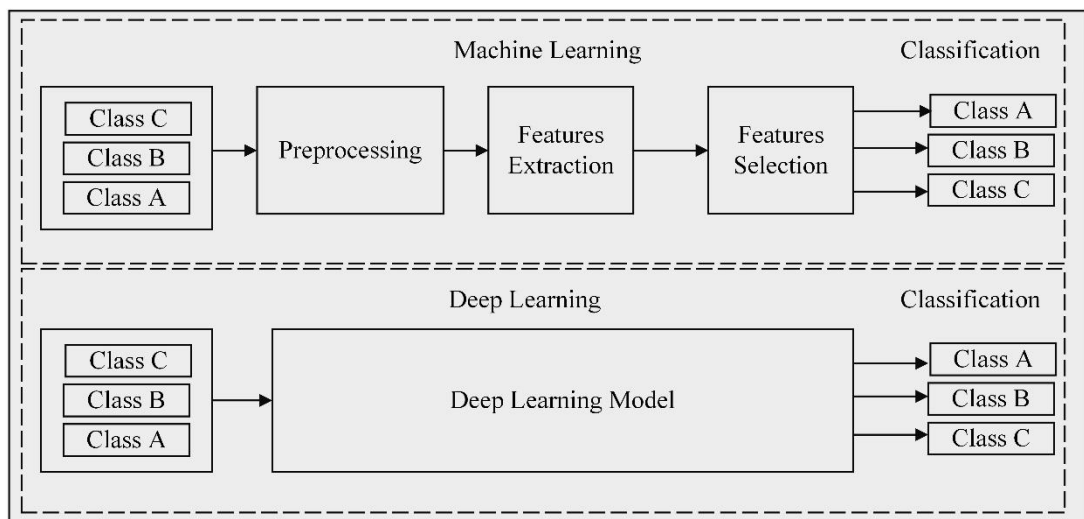 Machine Learning
Classification
Class C
Class B
Class A
Preprocessing
Features
Extraction
Features
Selection
Class A
Class B
Class C
Deep Learning
Classification
Class C
Class B
Class A
Deep Learning Model
Class A
Class B
Class C